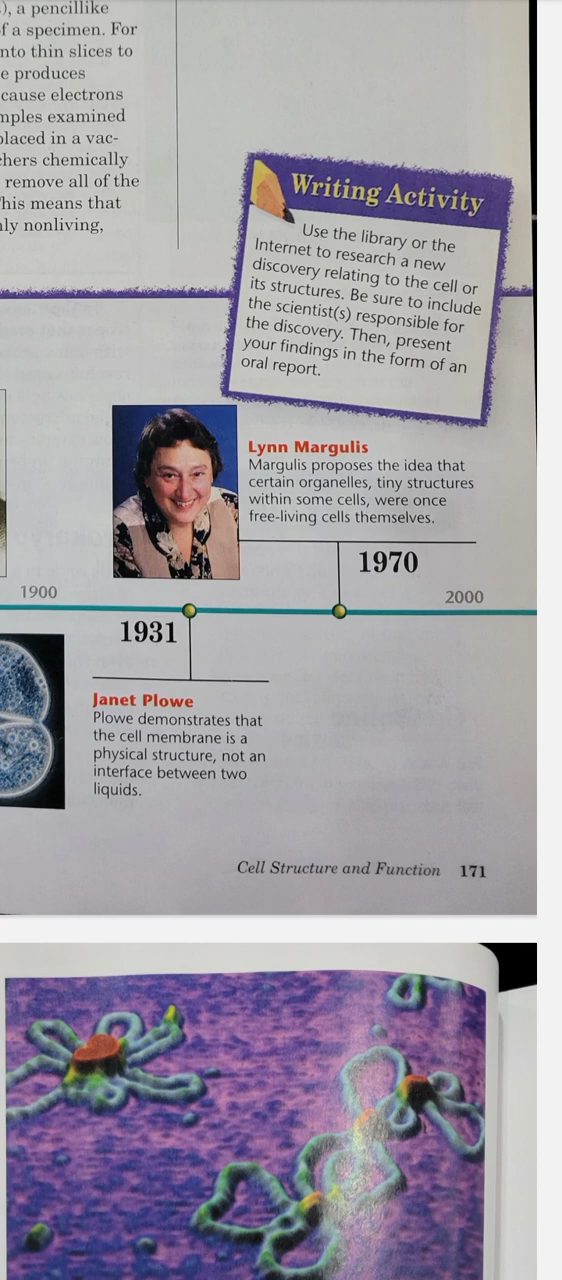 ), a pencillike
f a specimen. For
nto thin slices to
e produces
cause electrons
mples examined
placed in a vac-
chers chemically
remove all of the
his means that
ly nonliving,
Writing Activity
Use the library or the
Internet to research a new
discovery relating to the cell or
its structures. Be sure to include
the scientist(s) responsible for
the discovery. Then, present
your findings in the form of an
oral report.
Lynn Margulis
Margulis proposes the idea that
certain organelles, tiny structures
within some cells, were once
free-living cells themselves.
1970
1900
2000
1931
Janet Plowe
Plowe demonstrates that
the cell membrane is a
physical structure, not an
interface between two
liquids.
Cell Structure and Function 171